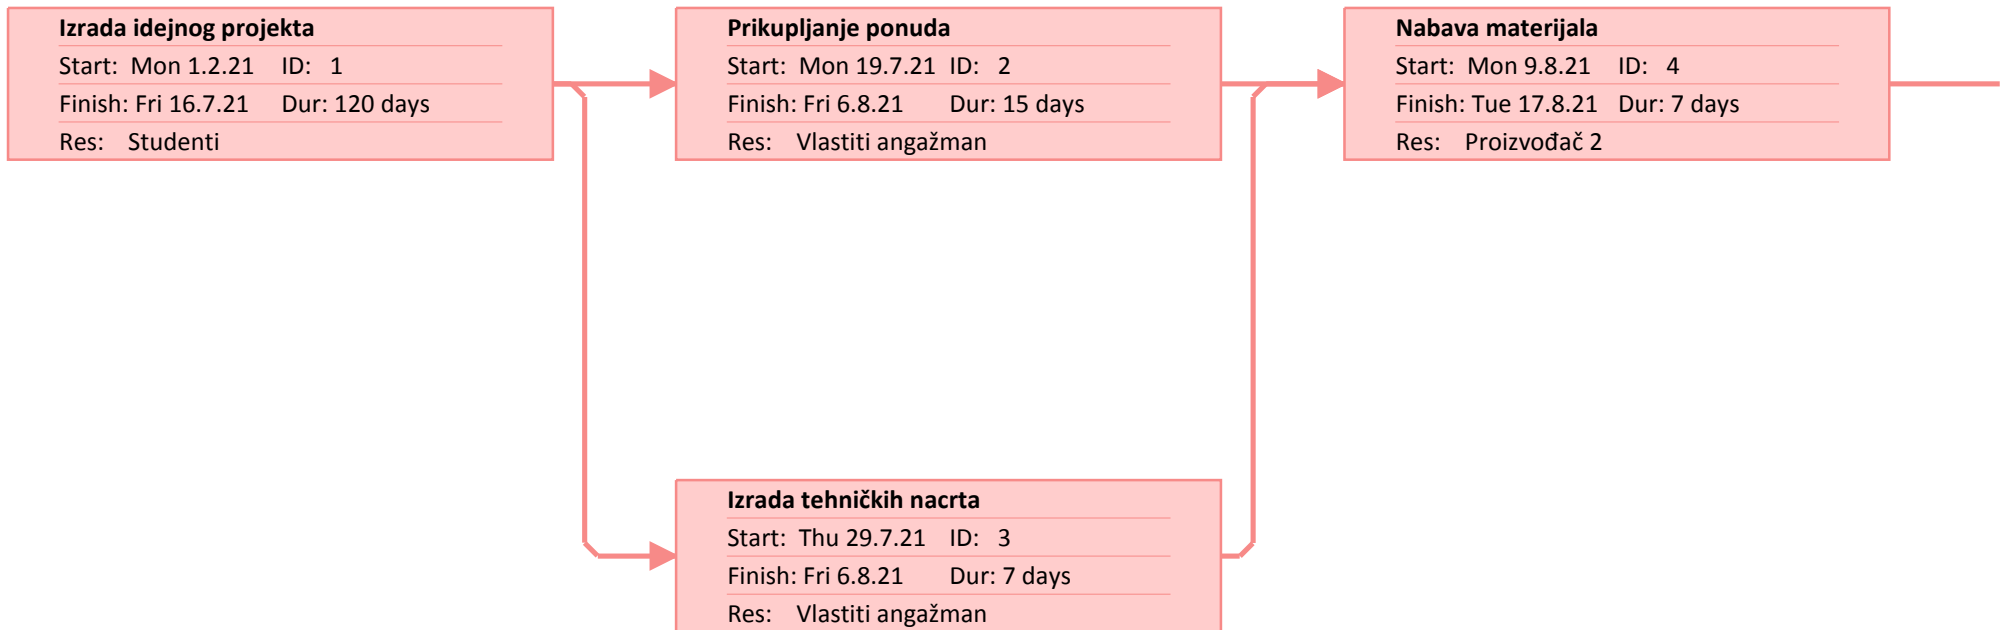 Izrada idejnog projekta
Start: Mon 1.2.21 ID: 1
Finish: Fri 16.7.21 Dur: 120 days
Res: Studenti
Prikupljanje ponuda
Start: Mon 19.7.21 ID: 2
Finish: Fri 6.8.21 Dur: 15 days
Res: Vlastiti angažman
Nabava materijala
Start: Mon 9.8.21 ID: 4
Finish: Tue 17.8.21 Dur: 7 days
Res: Proizvođač 2
Izrada tehničkih nacrta
Start: Thu 29.7.21 ID: 3
Finish: Fri 6.8.21 Dur: 7 days
Res: Vlastiti angažman